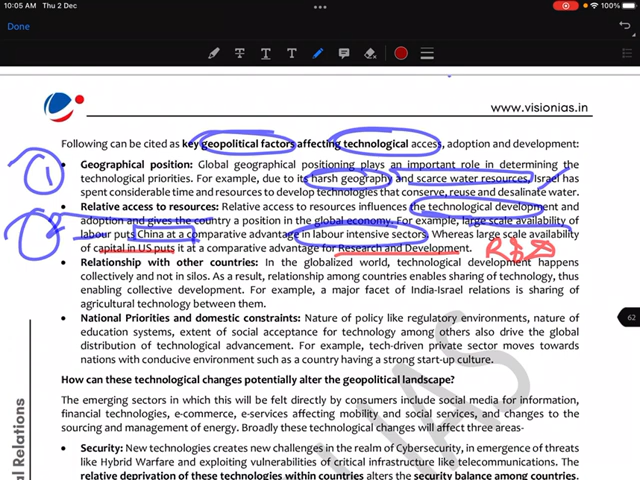 10:05 AM Thu 2 Dec
Done
www.visionias.in
Following can be cited as key geopolitical factors affecting technological access, adoption and development:
1
• Geographical position: Global geographical positioning plays an important role in determining the
technological priorities. For example, due to its harsh geography and scarce water resources, Israel has
spent considerable time and resources to develop technologies that conserve, reuse and desalinate water.
• Relative access to resources: Relative access to resources influences the technological development and
adoption and gives the country a position in the global economy. For example, large scale availability of
labour puts China at a comparative advantage in labour intensive sectors. Whereas large scale availability
of capital in US puts it at a comparative advantage for Research and Development. R&D
• Relationship with other countries: In the globalized world, technological development happens
collectively and not in silos. As a result, relationship among countries enables sharing of technology, thus
enabling collective development. For example, a major facet of India-Israel relations is sharing of
agricultural technology between them.
62
• National Priorities and domestic constraints: Nature of policy like regulatory environments, nature of
education systems, extent of social acceptance for technology among others also drive the global
distribution of technological advancement. For example, tech-driven private sector moves towards
nations with conducive environment such as a country having a strong start-up culture.
How can these technological changes potentially alter the geopolitical landscape?
The emerging sectors in which this will be felt directly by consumers include social media for information,
financial technologies, e-commerce, e-services affecting mobility and social services, and changes to the
sourcing and management of energy. Broadly these technological changes will affect three areas-
• Security: New technologies creates new challenges in the realm of Cybersecurity, in emergence of threats
like Hybrid Warfare and exploiting vulnerabilities of critical infrastructure like telecommunications. The
relative deprivation of these technologies within countries alters the security balance among countries.
al Relations
IAS